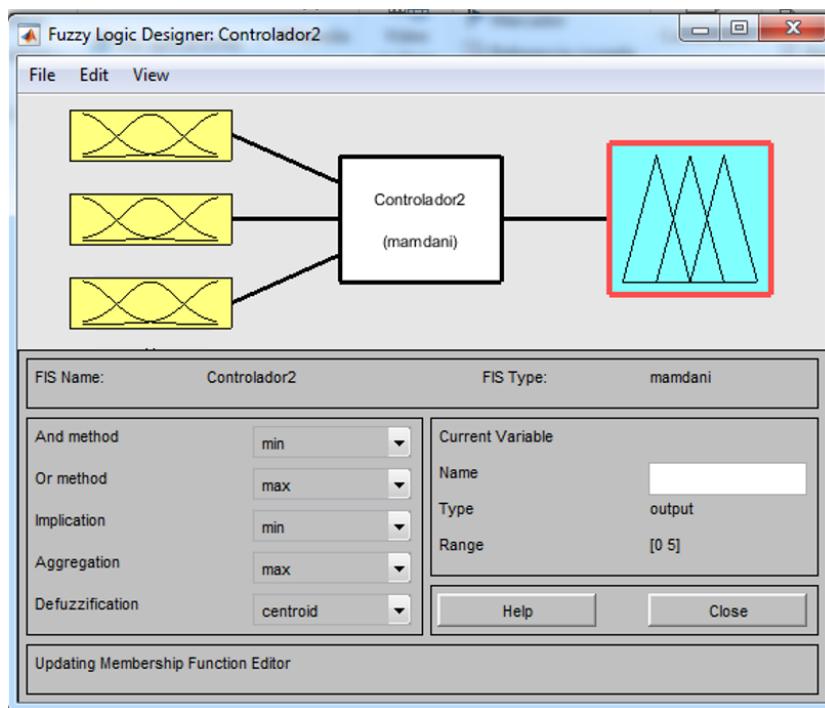 Fuzzy Logic Designer: Controlador2
File Edit View
Controlador2
(mamdani)
FIS Name: Controlador2 FIS Type: mamdani
And method min
Or method max
Implication min
Aggregation max
Defuzzification centroid
Current Variable
Name
Type output
Range [0 5]
Help Close
Updating Membership Function Editor